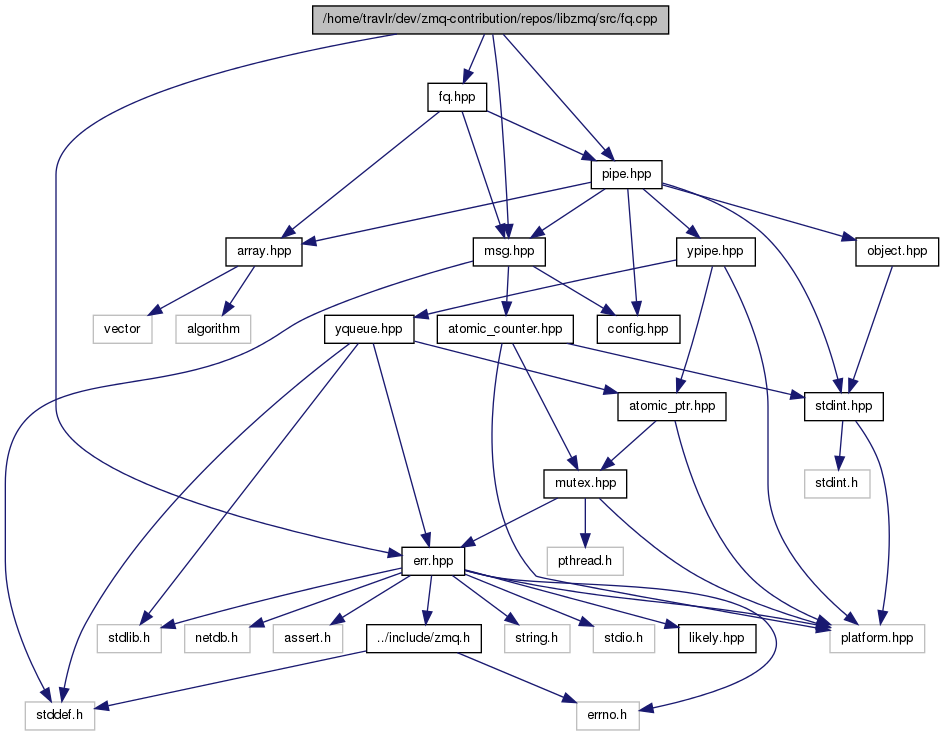 /home/travlr/dev/zmq-contribution/repos/libzmq/src/fq.cpp
fq.hpp
pipe.hpp
array.hpp
msg.hpp
ypipe.hpp
object.hpp
vector
algorithm
yqueue.hpp
atomic_counter.hpp
config.hpp
atomic_ptr.hpp
stdint.hpp
mutex.hpp
stdint.h
err.hpp
pthread.h
stdlib.h
netdb.h
assert.h
../include/zmq.h
string.h
stdio.h
likely.hpp
platform.hpp
stddef.h
errno.h